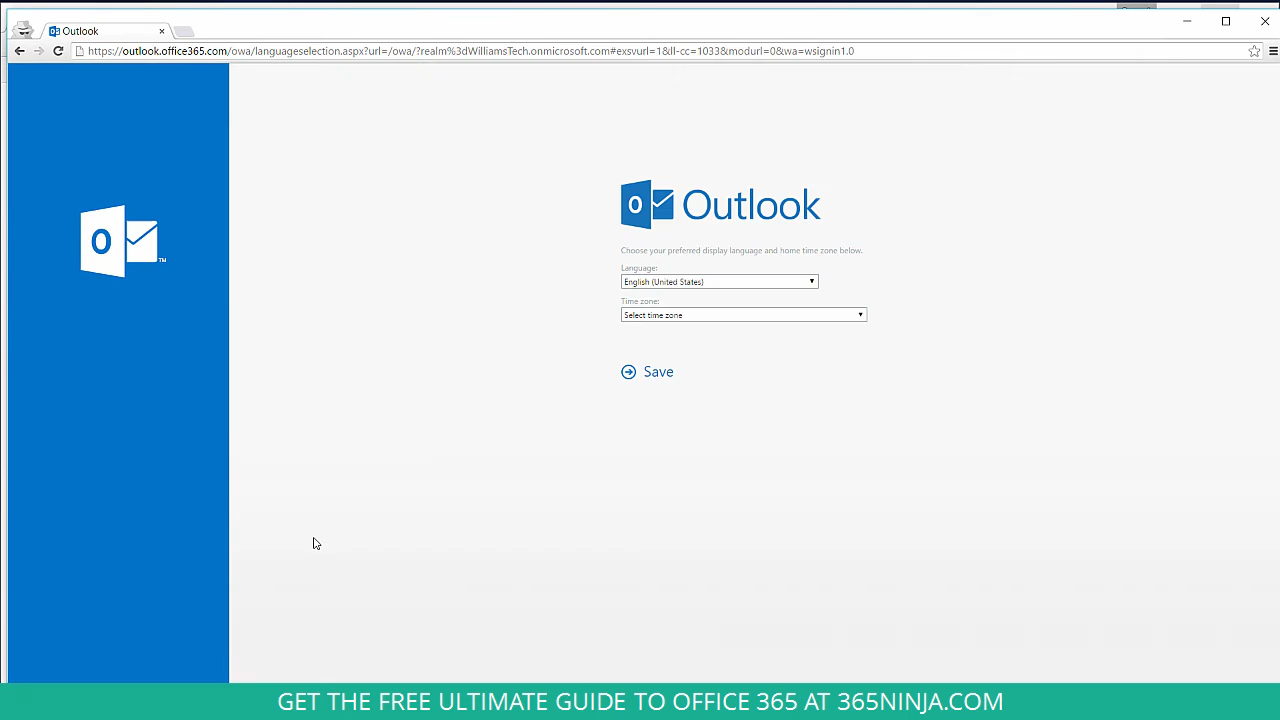 Outlook
https://outlook.office365.com/owa/languageselection.aspx?url=/owa/?realm%3dWilliamsTech.onmicrosoft.com#exsvurl=1&ll-cc=1033&modurl=0&wa=wsignin1.0
O
TM
O Outlook
Choose your preferred display language and home time zone below.
Language:
English (United States)
Time zone:
Select time zone
Save
GET THE FREE ULTIMATE GUIDE TO OFFICE 365 AT 365NINJA.COM